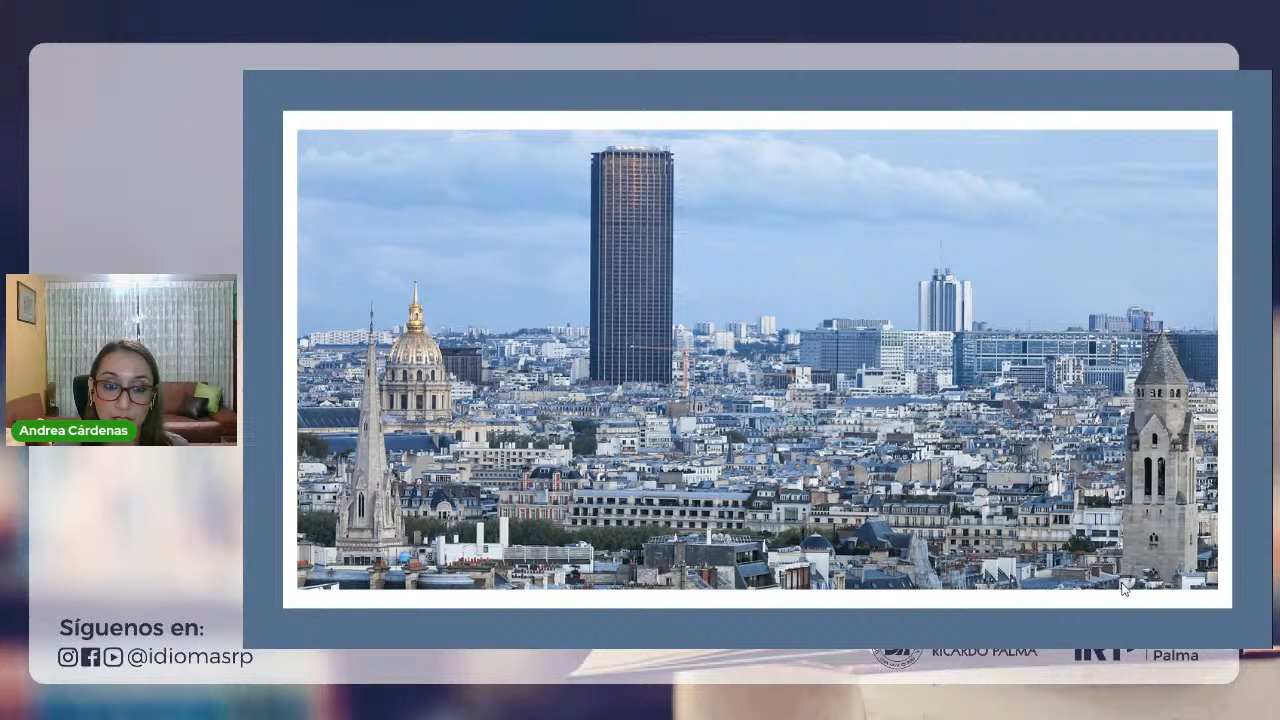 Andrea Cárdenas
Síguenos en:
@idiomasrp
RICARDO PALMA
Palma